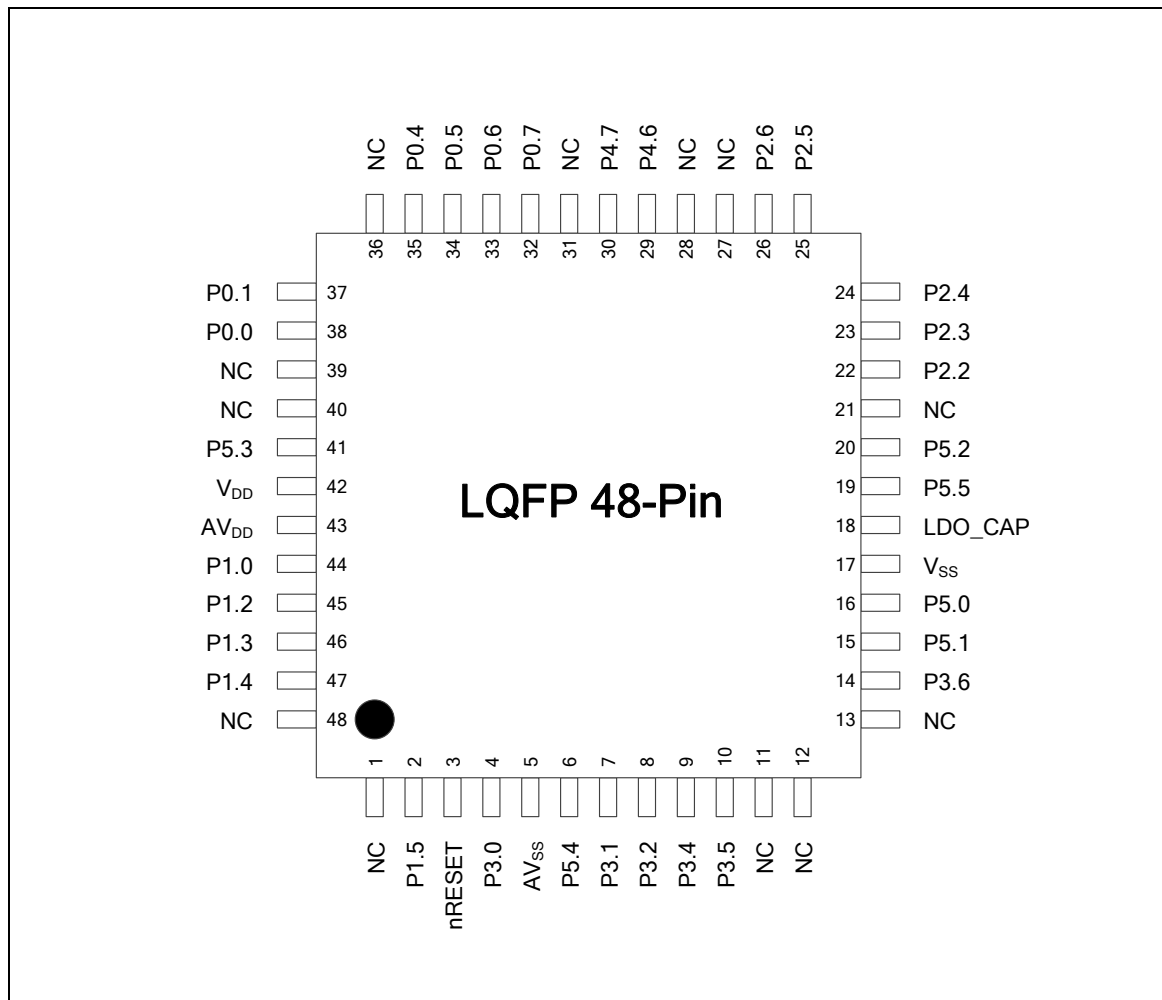 NC P0.4 P0.5 P0.6 P0.7 NC P4.7 P4.6 NC NC P2.6 P2.5
36 35 34 33 32 31 30 29 28 27 26 25
P0.1 37 24 P2.4
P0.0 38 23 P2.3
NC 39 22 P2.2
NC 40 21 NC
P5.3 41 20 P5.2
VDD 42 19 P5.5
LQFP 48-Pin
AVDD 43 18 LDO_CAP
P1.0 44 17 VSS
P1.2 45 16 P5.0
P1.3 46 15 P5.1
P1.4 47 14 P3.6
NC 48 13 NC
1 2 3 4 5 6 7 8 9 10 11 12
NC P1.5 nRESET P3.0 AVSS P5.4 P3.1 P3.2 P3.4 P3.5 NC NC